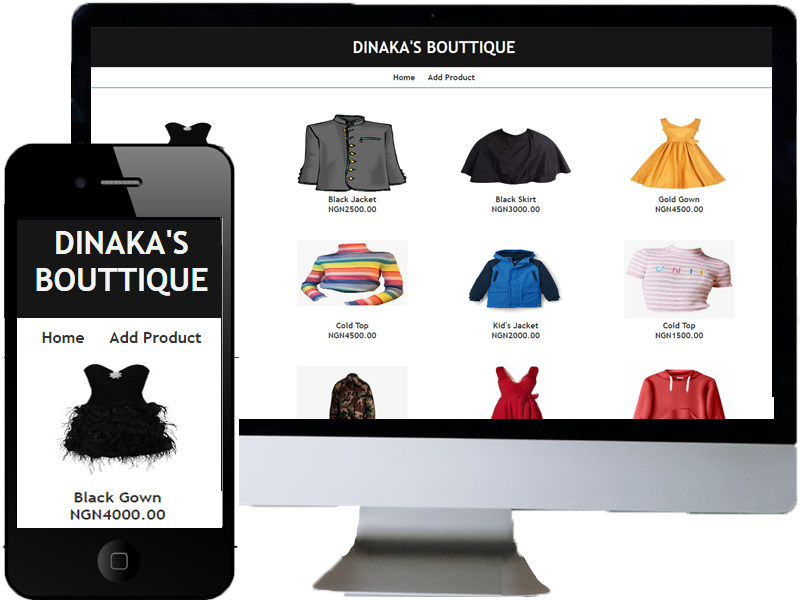 DINAKA'S BOUTTIQUE
Home Add Product
Black Jacket
NGN2500.00
Black Skirt
NGN3000.00
Gold Gown
NGN4500.00
Cold Top
NGN4500.00
Kid's Jacket
NGN2000.00
Cold Top
NGN1500.00
DINAKA'S
BOUTTIQUE
Home Add Product
Black Gown
NGN4000.00